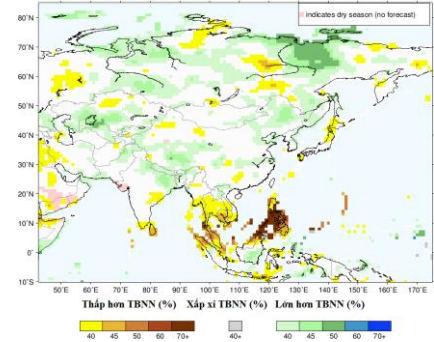 indicates dry season (no forecast)
80°N
70°N
60°N
50°N
40°N
30°N
20°N
10°N
0°
10°S
50°E 60°E 70°E 80°E 90°E 100°E 110°E 120°E 130°E 140°E 150°E 160°E 170°E
Thấp hơn TBNN (%) Xấp xỉ TBNN (%) Lớn hơn TBNN (%)
40 45 50 60 70+ 40+ 40 45 50 60 70+